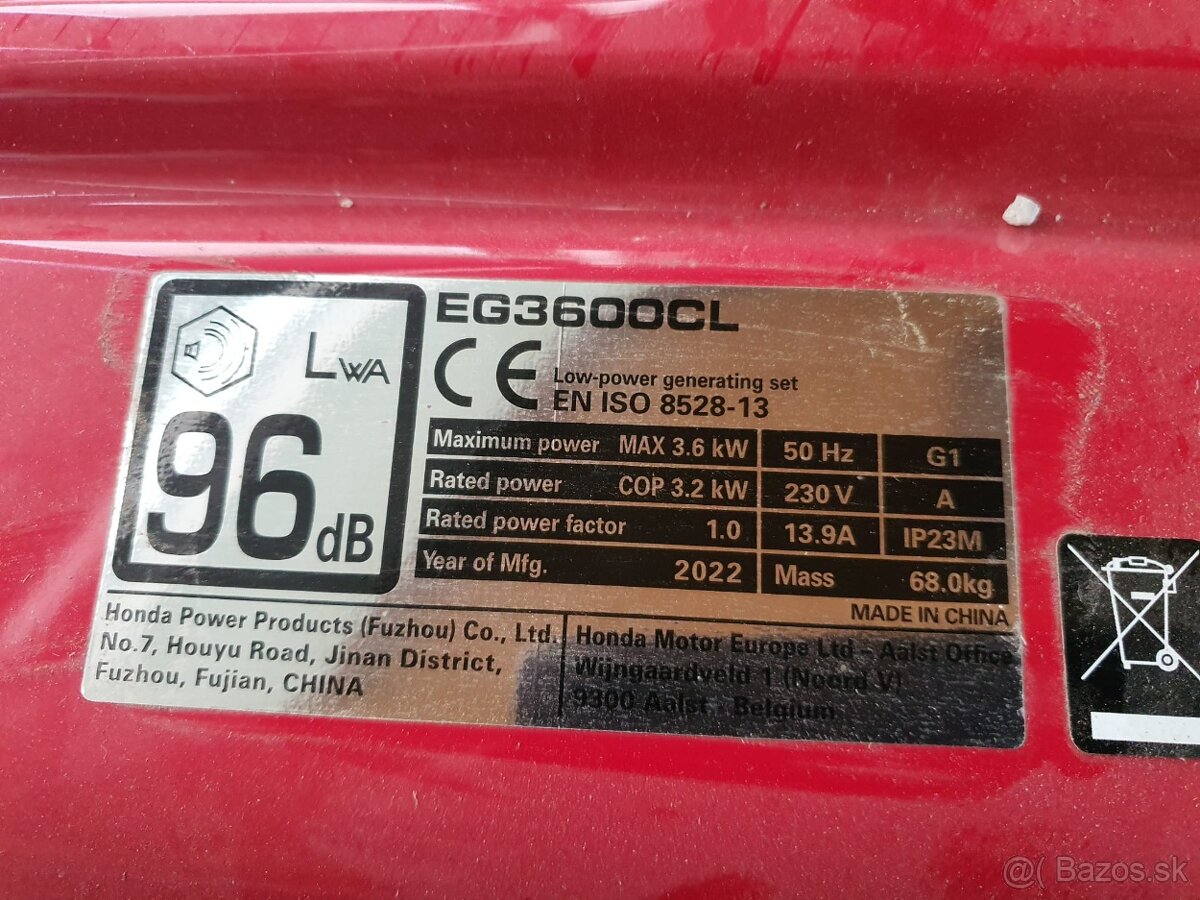 EG3600CL
LWA
96dB
CE
Low-power generating set
EN ISO 8528-13
Maximum power MAX 3.6 kW 50 Hz G1
Rated power COP 3.2 kW 230 V A
Rated power factor 1.0 13.9A IP23M
Year of Mfg. 2022 Mass 68.0kg
MADE IN CHINA
Honda Power Products (Fuzhou) Co., Ltd.
No.7, Houyu Road, Jinan District,
Fuzhou, Fujian, CHINA
Honda Motor Europe Ltd - Aalst Office
Wijngaardveld 1 (Noord V)
9300 Aalst - Belgium
@( Bazos.sk